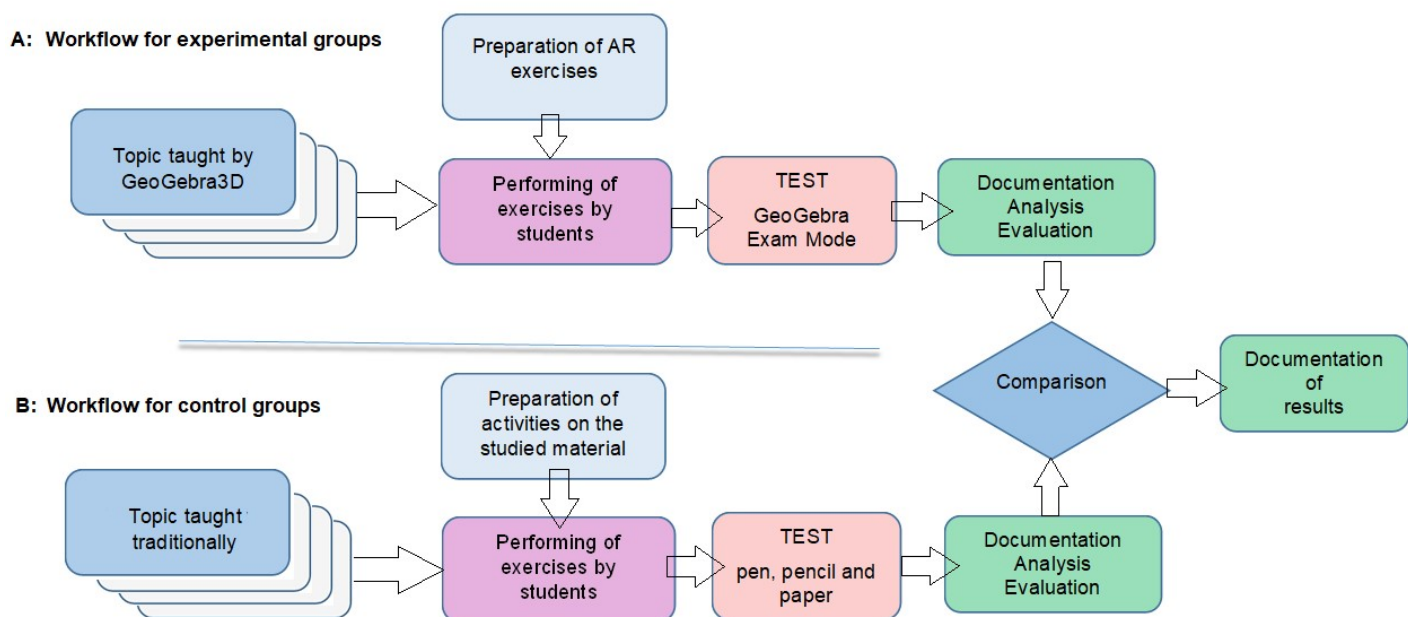 A: Workflow for experimental groups
Preparation of AR
exercises
Topic taught by
GeoGebra3D
Performing of
exercises by
students
TEST
GeoGebra
Exam Mode
Documentation
Analysis
Evaluation
Comparison
Documentation
of
results
B: Workflow for control groups
Preparation of
activities on the
studied material
Topic taught
traditionally
Performing of
exercises by
students
TEST
pen, pencil and
paper
Documentation
Analysis
Evaluation